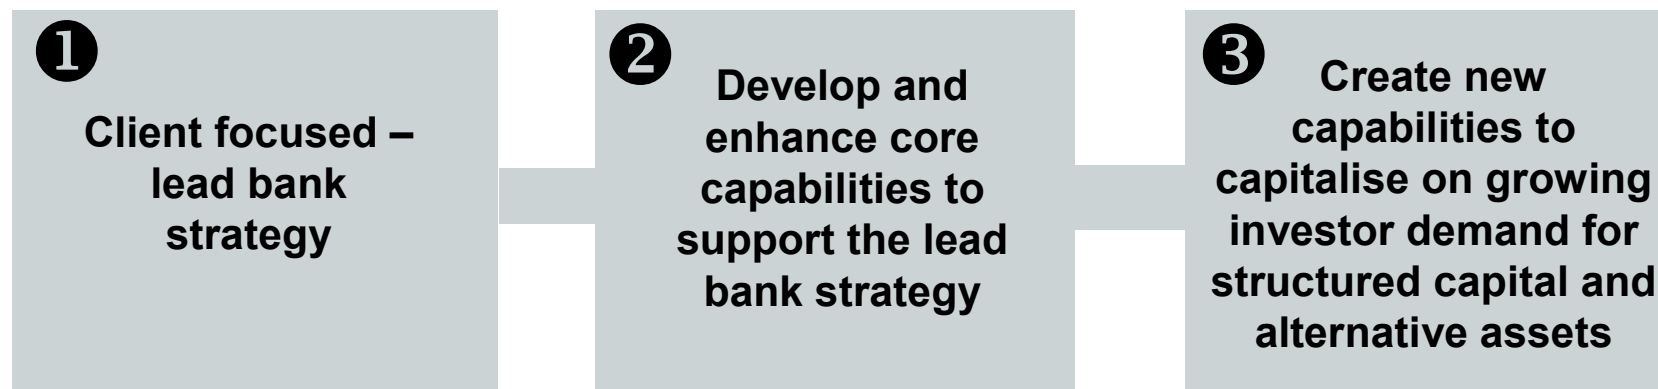 ❶
Client focused –
lead bank
strategy
❷
Develop and
enhance core
capabilities to
support the lead
bank strategy
❸
Create new
capabilities to
capitalise on growing
investor demand for
structured capital and
alternative assets